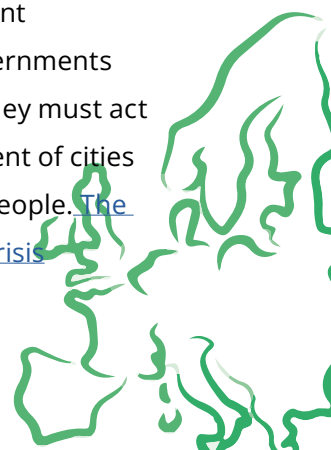 nt
ernments
ey must act
ent of cities
eople. The
risis